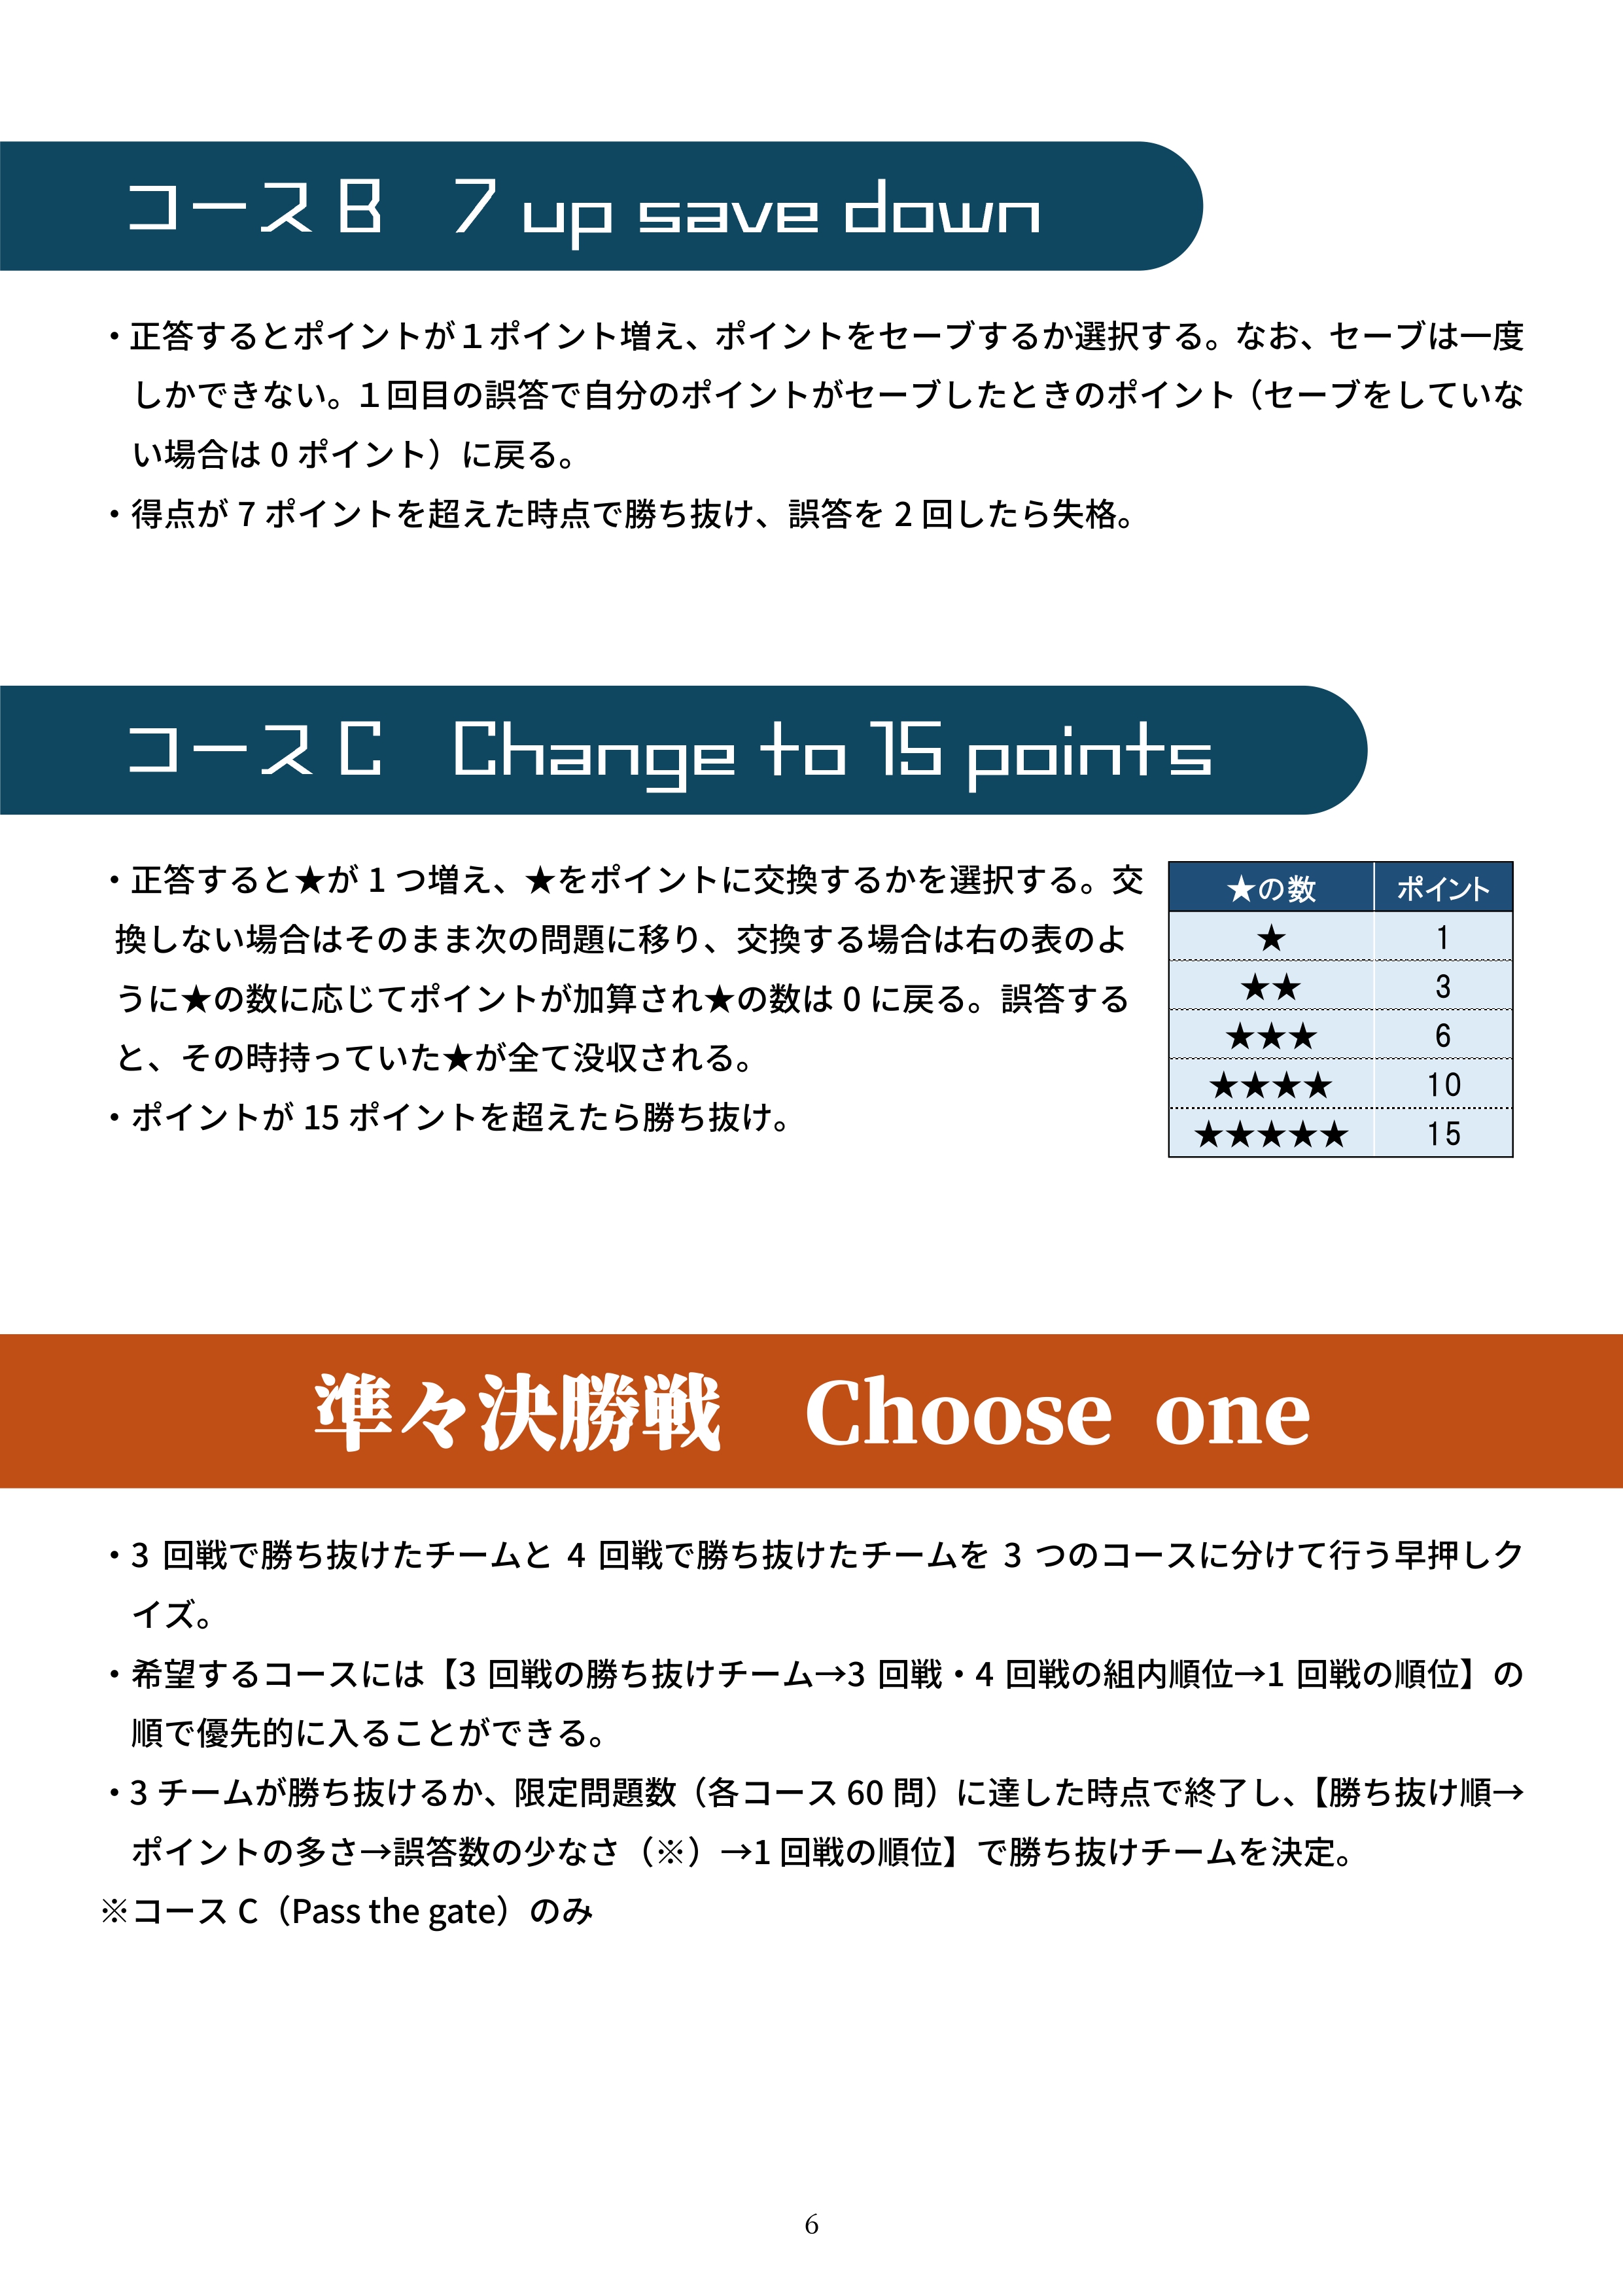 コース B　7 up save down
・正答するとポイントが１ポイント増え、ポイントをセーブするか選択する。なお、セーブは一度
しかできない。１回目の誤答で自分のポイントがセーブしたときのポイント（セーブをしていな
い場合は 0 ポイント）に戻る。
・得点が 7 ポイントを超えた時点で勝ち抜け、誤答を 2 回したら失格。
コース C　Change to 15 points
・正答すると★が 1 つ増え、★をポイントに交換するかを選択する。交
換しない場合はそのまま次の問題に移り、交換する場合は右の表のよ
うに★の数に応じてポイントが加算され★の数は 0 に戻る。誤答する
と、その時持っていた★が全て没収される。
・ポイントが 15 ポイントを超えたら勝ち抜け。
★の数　ポイント
★　1
★★　3
★★★　6
★★★★　10
★★★★★　15
準々決勝戦　Choose one
・3 回戦で勝ち抜けたチームと 4 回戦で勝ち抜けたチームを 3 つのコースに分けて行う早押しク
イズ。
・希望するコースには【3 回戦の勝ち抜けチーム→3 回戦・4 回戦の組内順位→1 回戦の順位】の
順で優先的に入ることができる。
・3 チームが勝ち抜けるか、限定問題数（各コース 60 問）に達した時点で終了し、【勝ち抜け順→
ポイントの多さ→誤答数の少なさ（※）→1 回戦の順位】で勝ち抜けチームを決定。
※コース C（Pass the gate）のみ
6